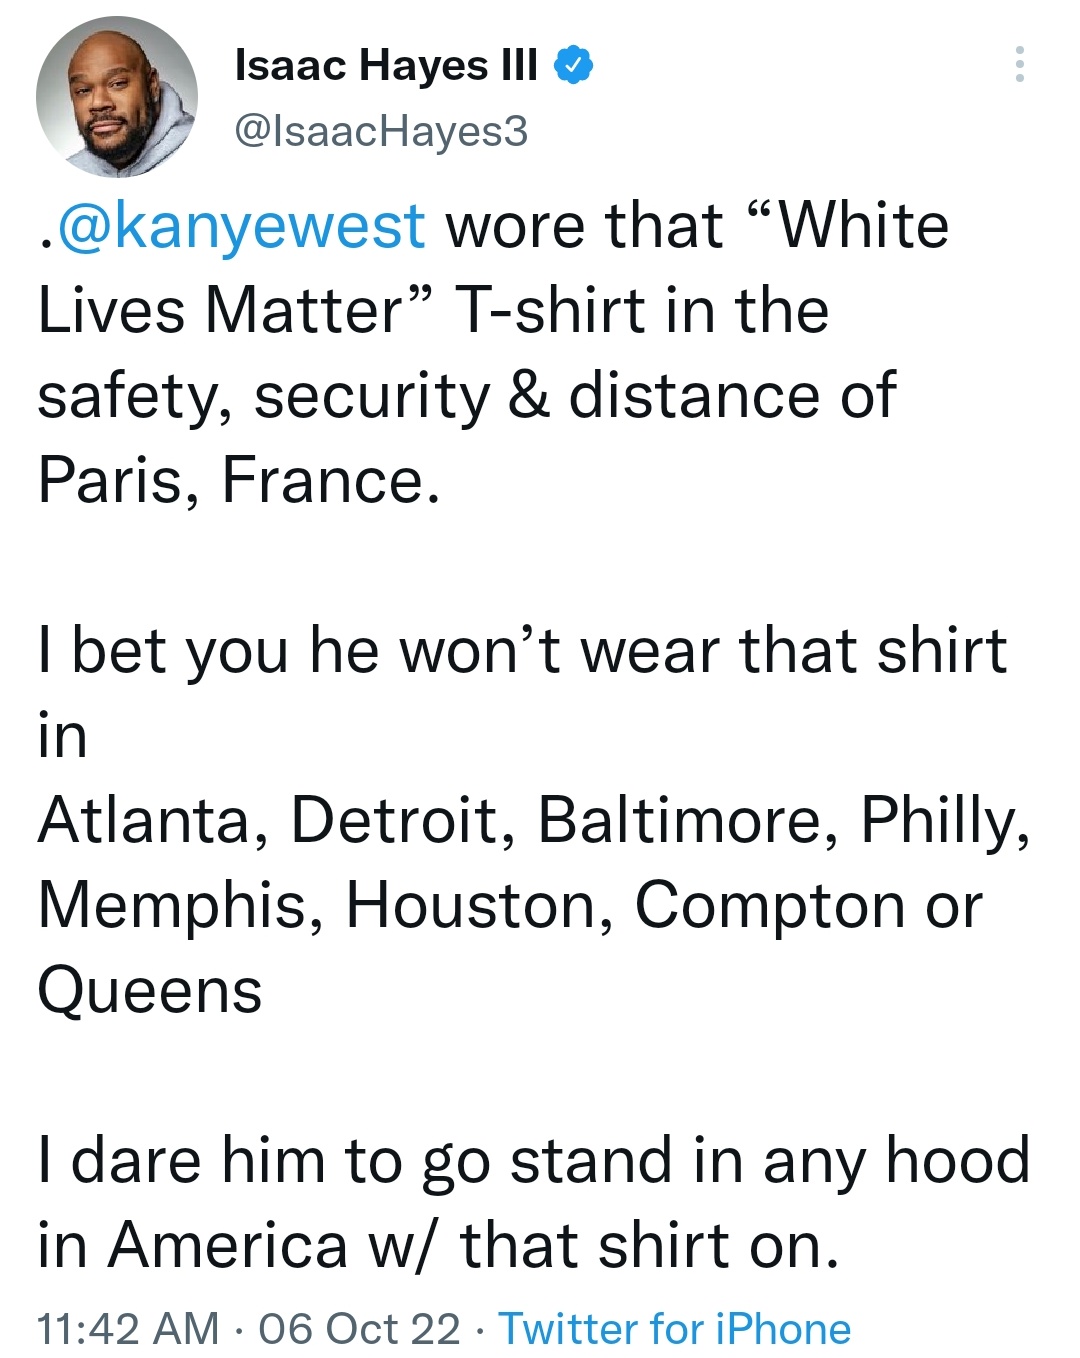 Isaac Hayes III
@IsaacHayes3
.@kanyewest wore that “White
Lives Matter” T-shirt in the
safety, security & distance of
Paris, France.
I bet you he won’t wear that shirt
in
Atlanta, Detroit, Baltimore, Philly,
Memphis, Houston, Compton or
Queens
I dare him to go stand in any hood
in America w/ that shirt on.
11:42 AM · 06 Oct 22 · Twitter for iPhone